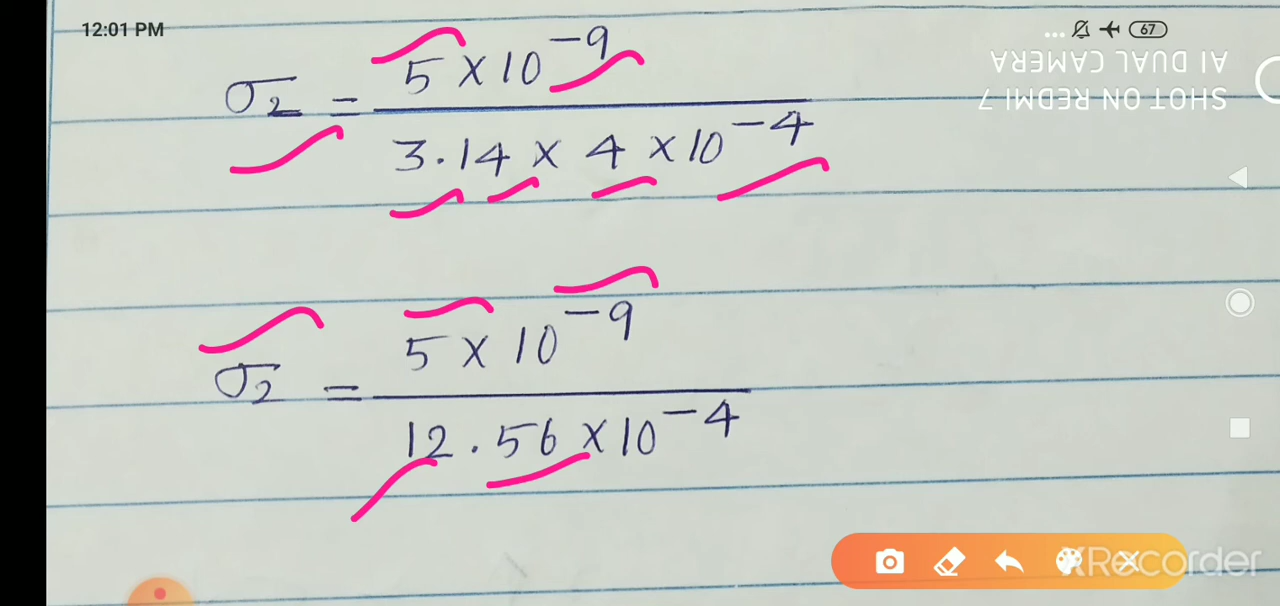 12:01 PM
67
AI DUAL CAMERA
SHOT ON REDMI 7
σ₂ = 5 × 10⁻⁹ / 3.14 × 4 × 10⁻⁴
σ₂ = 5 × 10⁻⁹ / 12.56 × 10⁻⁴
XRecorder